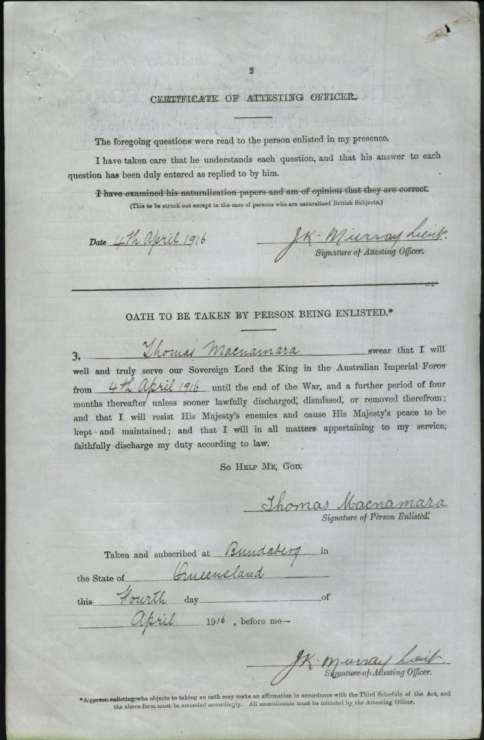 2
CERTIFICATE OF ATTESTING OFFICER.
The foregoing questions were read to the person enlisted in my presence.
I have taken care that he understands each question, and that his answer to each
question has been duly entered as replied to by him.
I have examined his naturalization papers and am of opinion that they are correct.
(This to be struck out except in the case of persons who are naturalized British Subjects.)
Date 4th April 1916 J.K. Murray Lieut.
Signature of Attesting Officer.
OATH TO BE TAKEN BY PERSON BEING ENLISTED.*
I, Thomas Macnamara swear that I will
well and truly serve our Sovereign Lord the King in the Australian Imperial Force
from 4th April 1916 until the end of the War, and a further period of four
months thereafter unless sooner lawfully discharged, dismissed, or removed therefrom;
and that I will resist His Majesty's enemies and cause His Majesty's peace to be
kept and maintained; and that I will in all matters appertaining to my service,
faithfully discharge my duty according to law.
SO HELP ME, GOD.
Thomas Macnamara
Signature of Person Enlisted.
Taken and subscribed at Bundaberg in
the State of Queensland
this Fourth day of
April 1916, before me—
J.K. Murray Lieut
Signature of Attesting Officer.
*A person enlisting who objects to taking an oath may make an affirmation in accordance with the Third Schedule of the Act, and
the above form must be amended accordingly. All amendments must be initialed by the Attesting Officer.